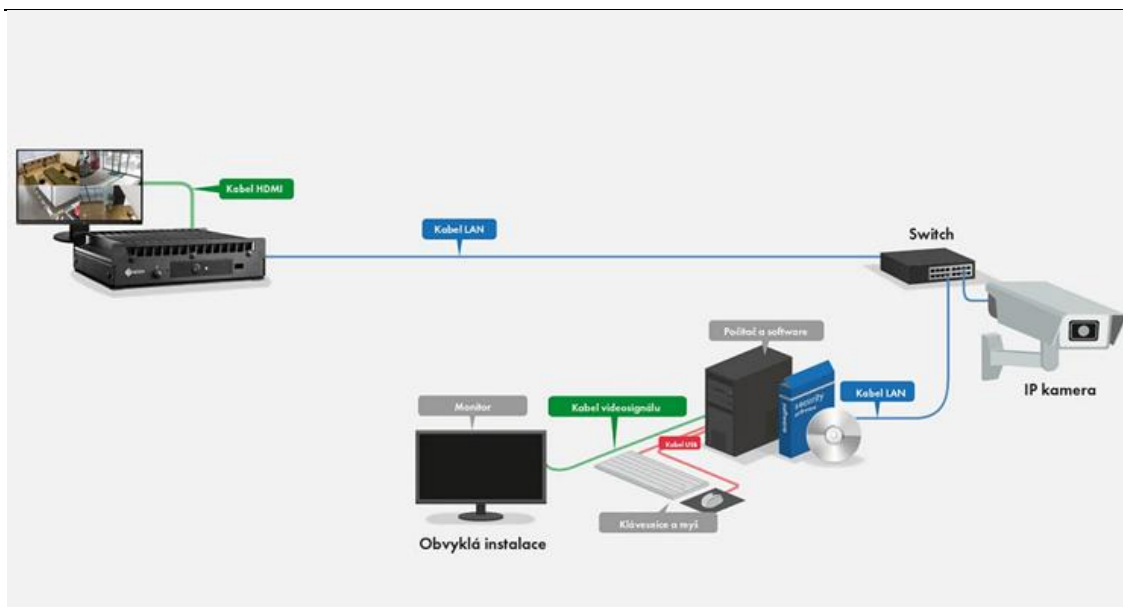 Kabel HDMI
Kabel LAN
Switch
Počítač a software
IP kamera
Kabel LAN
Monitor
Kabel videosignálu
security
Kabel USB
Klávesnice a myš
Obvyklá instalace